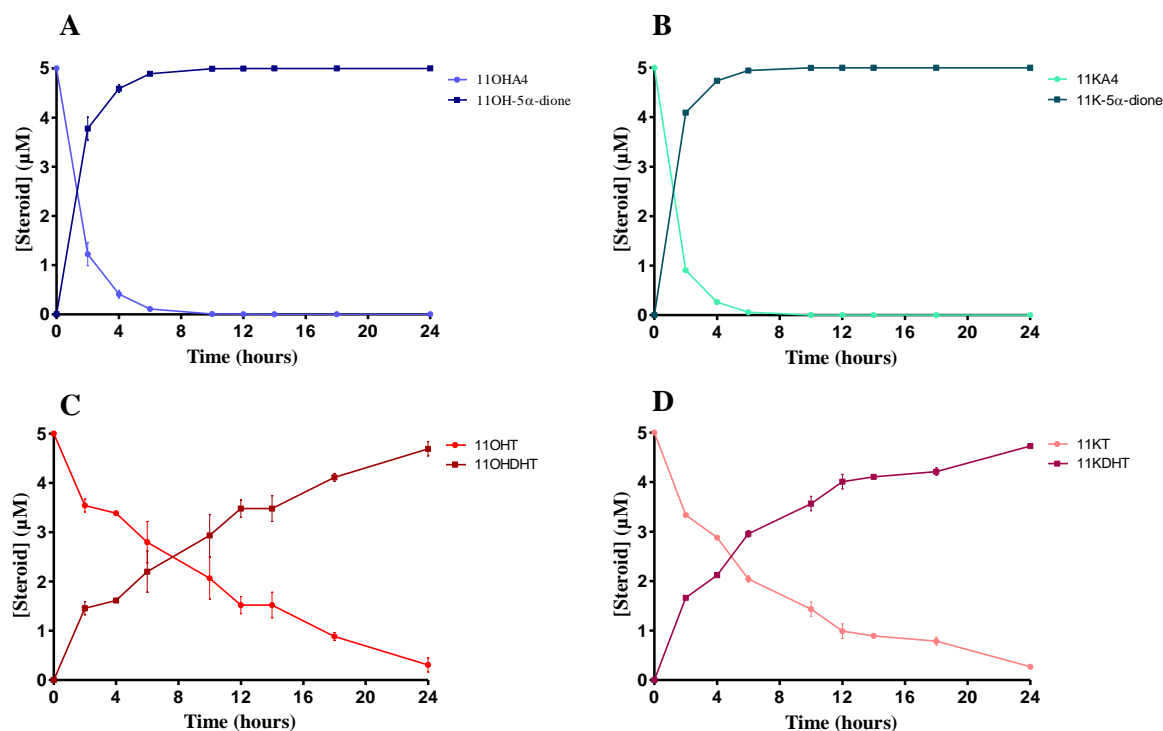 A
[Steroid] (µM)
5
4
3
2
1
0
0 4 8 12 16 20 24
Time (hours)
11OHA4
11OH-5α-dione
B
[Steroid] (µM)
5
4
3
2
1
0
0 4 8 12 16 20 24
Time (hours)
11KA4
11K-5α-dione
C
[Steroid] (µM)
5
4
3
2
1
0
0 4 8 12 16 20 24
Time (hours)
11OHT
11OHDHT
D
[Steroid] (µM)
5
4
3
2
1
0
0 4 8 12 16 20 24
Time (hours)
11KT
11KDHT